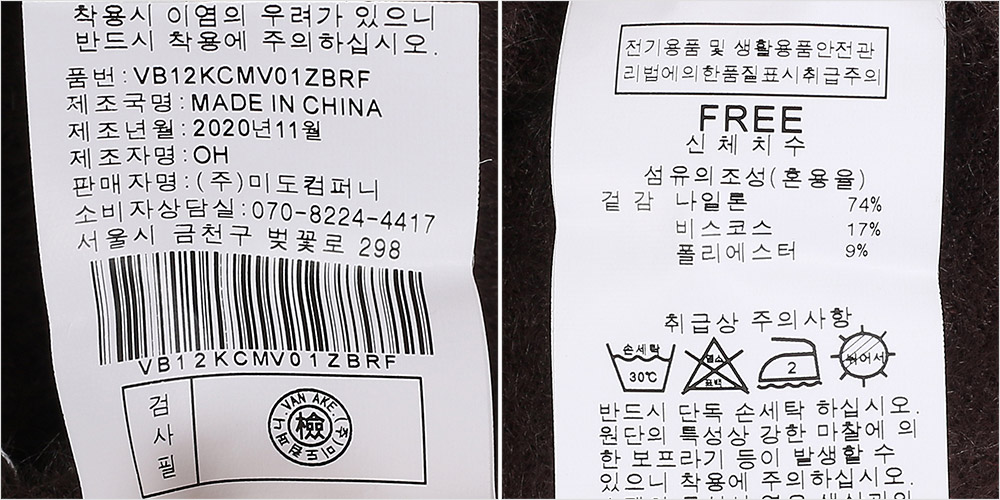 착용시 이염의 우려가 있으니
반드시 착용에 주의하십시오.
품번:VB12KCMV01ZBRF
제조국명:MADE IN CHINA
제조년월:2020년11월
제조자명:OH
판매자명:(주)미도컴퍼니
소비자상담실:070-8224-4417
서울시 금천구 벚꽃로 298
VB12KCMV01ZBRF
검사필
VAN AKE.
(주)미도컴퍼니
檢
전기용품 및 생활용품안전관
리법에의한품질표시취급주의
FREE
신체치수
섬유의조성(혼용율)
겉감 나일론 74%
비스코스 17%
폴리에스터 9%
취급상 주의사항
손세탁
30℃
염소
표백
2
뉘어서
반드시 단독 손세탁 하십시오.
원단의 특성상 강한 마찰에 의
한 보프라기 등이 발생할 수
있으니 착용에 주의하십시오.